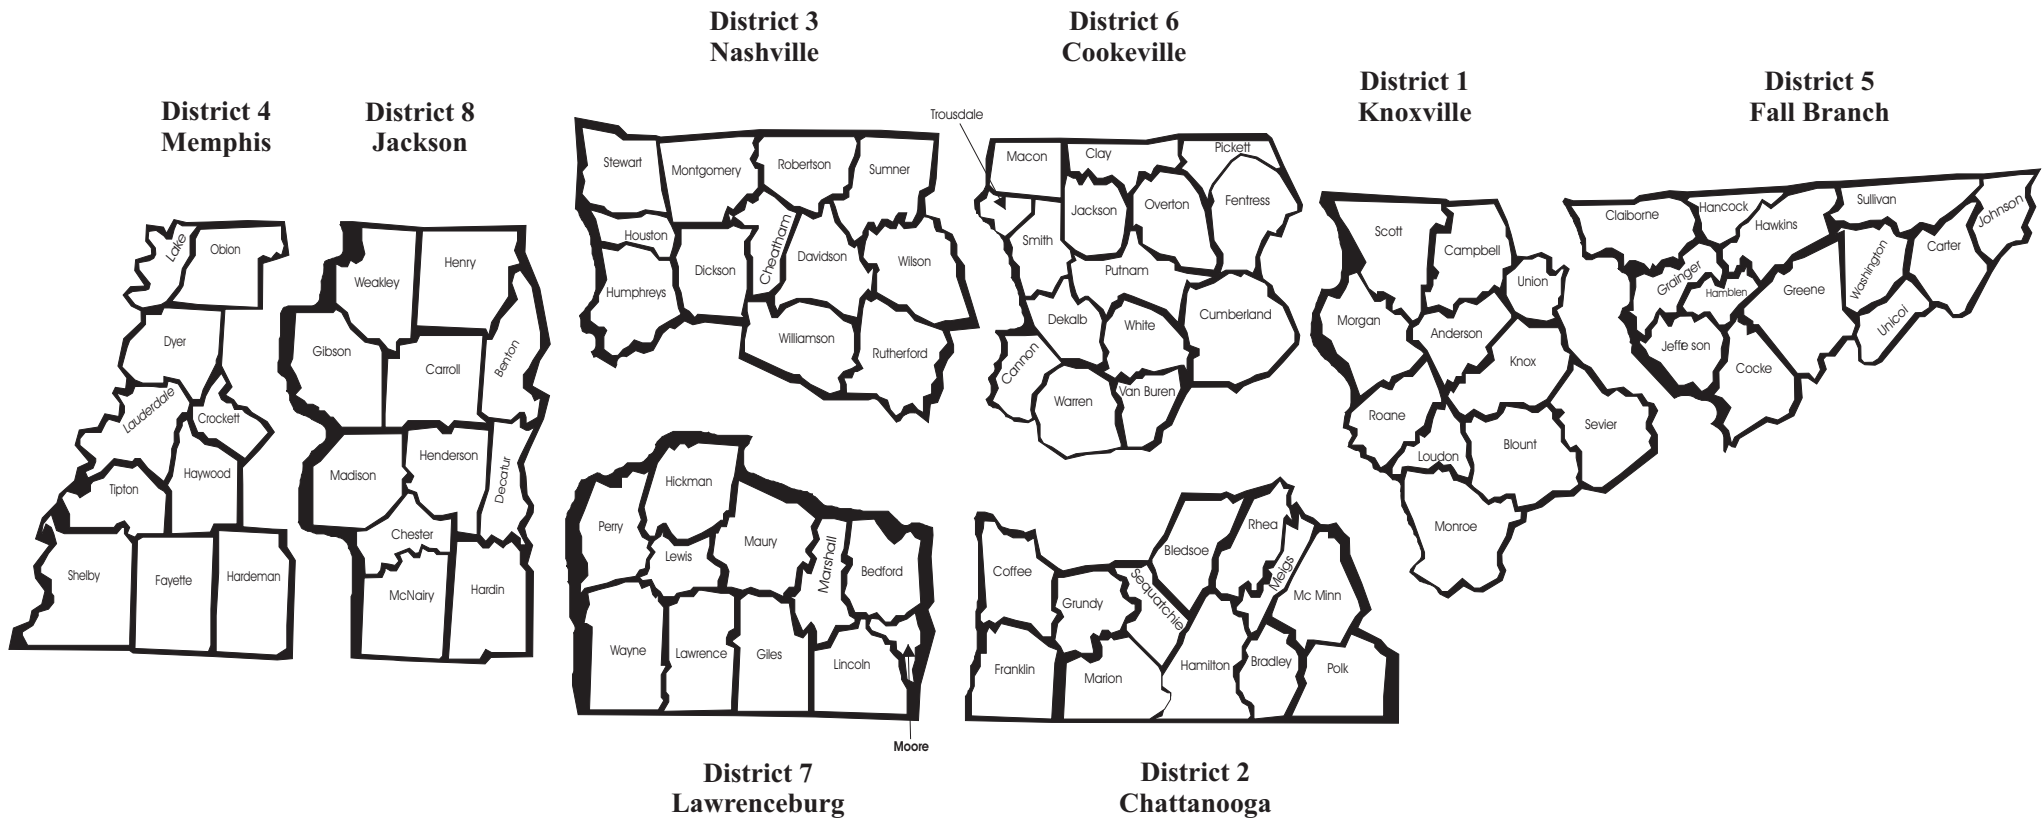 District 3
Nashville
District 6
Cookeville
District 1
Knoxville
District 5
Fall Branch
District 4
Memphis
District 8
Jackson
Lake
Obion
Dyer
Lauderdale
Crockett
Tipton
Haywood
Shelby
Fayette
Hardeman
Weakley
Henry
Gibson
Carroll
Benton
Madison
Henderson
Decatur
Chester
McNairy
Hardin
Stewart
Montgomery
Robertson
Sumner
Houston
Dickson
Cheatham
Davidson
Wilson
Humphreys
Williamson
Rutherford
Trousdale
Macon
Clay
Pickett
Jackson
Overton
Fentress
Smith
Putnam
Dekalb
White
Cumberland
Cannon
Warren
Van Buren
Scott
Campbell
Union
Morgan
Anderson
Knox
Roane
Loudon
Blount
Sevier
Monroe
Claiborne
Hancock
Hawkins
Sullivan
Johnson
Grainger
Hamblen
Greene
Washington
Carter
Unicoi
Jeffre son
Cocke
Hickman
Perry
Lewis
Maury
Marshall
Bedford
Wayne
Lawrence
Giles
Lincoln
Moore
Coffee
Grundy
Sequatchie
Bledsoe
Rhea
Meigs
Mc Minn
Franklin
Marion
Hamilton
Bradley
Polk
District 7
Lawrenceburg
District 2
Chattanooga